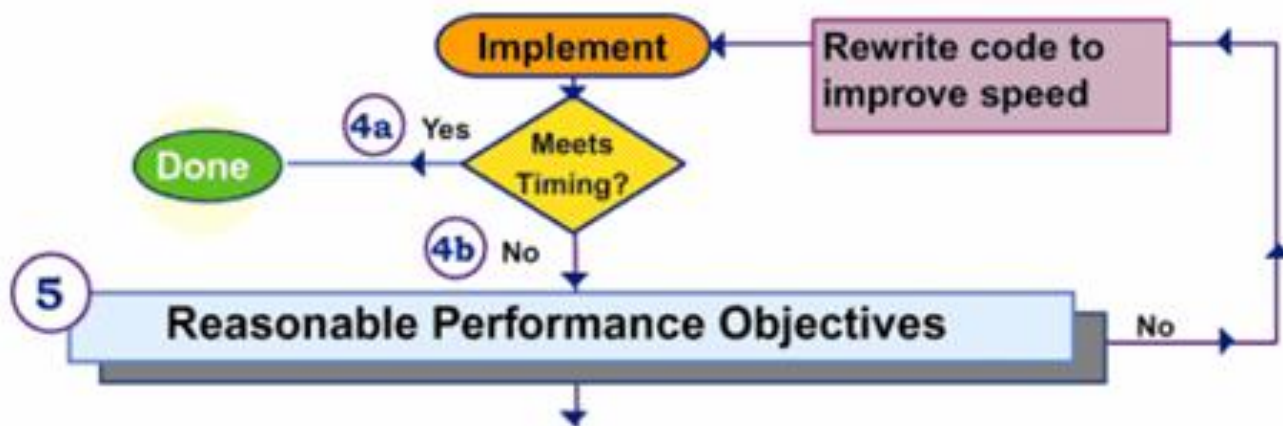 Implement
Rewrite code to
improve speed
4a Yes
Done
Meets
Timing?
4b No
5
Reasonable Performance Objectives
No